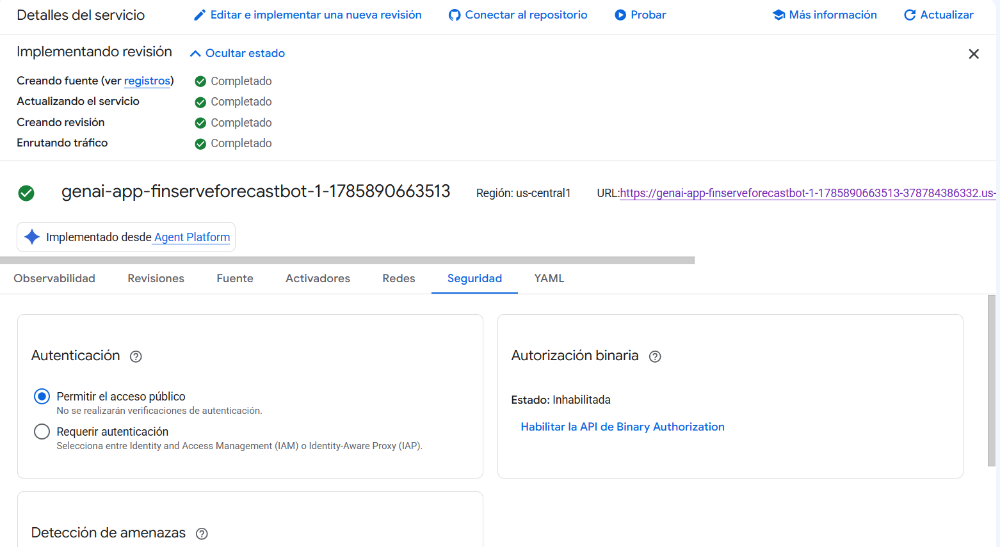 Detalles del servicio Editar e implementar una nueva revisión Conectar al repositorio Probar Más información Actualizar
Implementando revisión Ocultar estado
Creando fuente (ver registros) Completado
Actualizando el servicio Completado
Creando revisión Completado
Enrutando tráfico Completado
genai-app-finserveforecastbot-1-1785890663513 Región: us-central1 URL:https://genai-app-finserveforecastbot-1-1785890663513-378784386332.us-
Implementado desde Agent Platform
Observabilidad Revisiones Fuente Activadores Redes Seguridad YAML
Autenticación
Permitir el acceso público
No se realizarán verificaciones de autenticación.
Requerir autenticación
Selecciona entre Identity and Access Management (IAM) o Identity-Aware Proxy (IAP).
Autorización binaria
Estado: Inhabilitada
Habilitar la API de Binary Authorization
Detección de amenazas